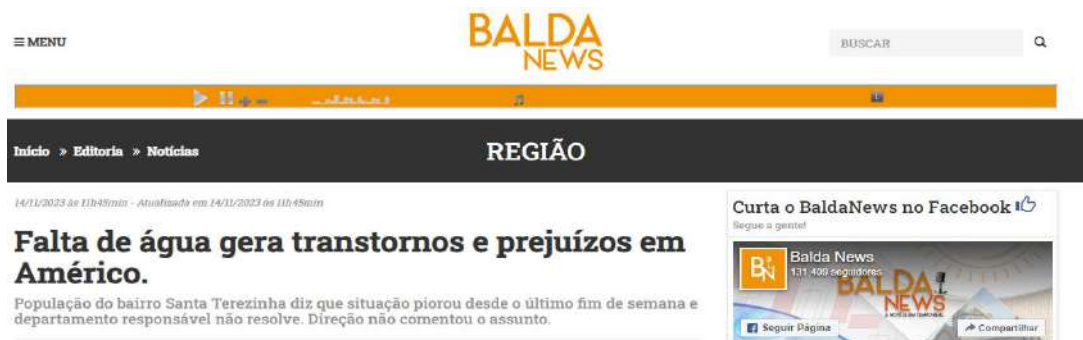 ≡ MENU
BALDA
NEWS
BUSCAR
Início » Editoria » Notícias
REGIÃO
14/11/2023 às 11h45min - Atualizada em 14/11/2023 às 11h45min
Falta de água gera transtornos e prejuízos em
Américo.
População do bairro Santa Terezinha diz que situação piorou desde o último fim de semana e
departamento responsável não resolve. Direção não comentou o assunto.
Curta o BaldaNews no Facebook
Segue a gente!
BN
Balda News
131.409 seguidores
BALDA
NEWS
Seguir Página
Compartilhar